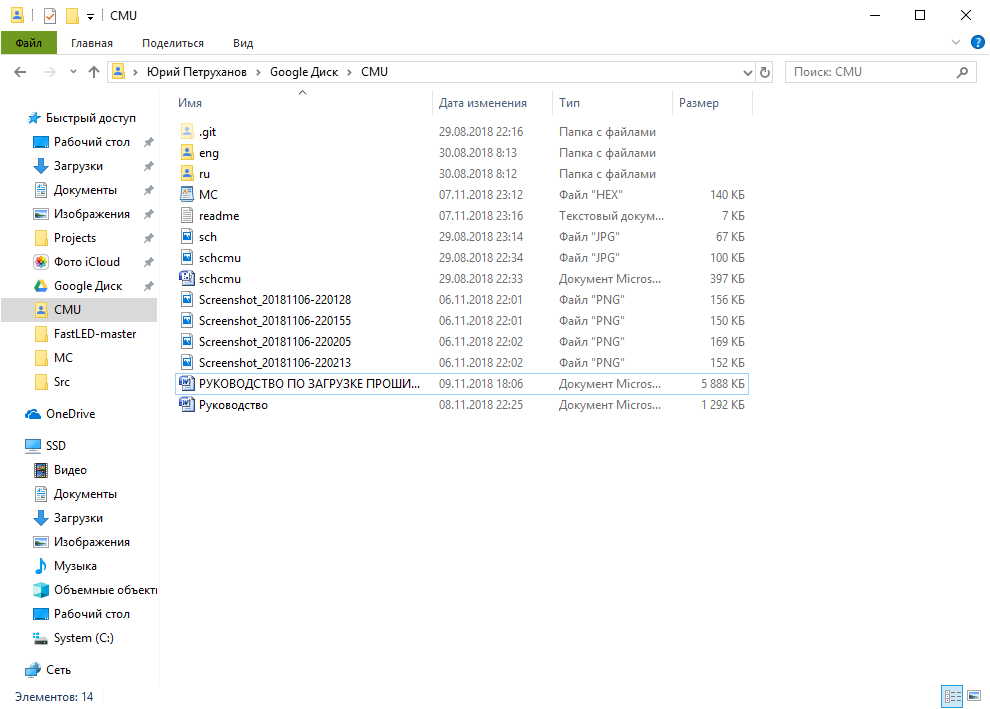 CMU
Файл Главная Поделиться Вид
Юрий Петруханов > Google Диск > CMU Поиск: CMU
Имя Дата изменения Тип Размер
Быстрый доступ
Рабочий стол
Загрузки
Документы
Изображения
Projects
Фото iCloud
Google Диск
CMU
FastLED-master
MC
Src
OneDrive
SSD
Видео
Документы
Загрузки
Изображения
Музыка
Объемные объекты
Рабочий стол
System (C:)
Сеть
.git 29.08.2018 22:16 Папка с файлами
eng 30.08.2018 8:13 Папка с файлами
ru 30.08.2018 8:12 Папка с файлами
MC 07.11.2018 23:12 Файл "HEX" 140 КБ
readme 07.11.2018 23:16 Текстовый докум... 7 КБ
sch 29.08.2018 23:14 Файл "JPG" 67 КБ
schcmu 29.08.2018 22:34 Файл "JPG" 100 КБ
schcmu 29.08.2018 22:33 Документ Micros... 397 КБ
Screenshot_20181106-220128 06.11.2018 22:01 Файл "PNG" 156 КБ
Screenshot_20181106-220155 06.11.2018 22:01 Файл "PNG" 150 КБ
Screenshot_20181106-220205 06.11.2018 22:02 Файл "PNG" 169 КБ
Screenshot_20181106-220213 06.11.2018 22:02 Файл "PNG" 152 КБ
РУКОВОДСТВО ПО ЗАГРУЗКЕ ПРОШИ... 09.11.2018 18:06 Документ Micros... 5 888 КБ
Руководство 08.11.2018 22:25 Документ Micros... 1 292 КБ
Элементов: 14